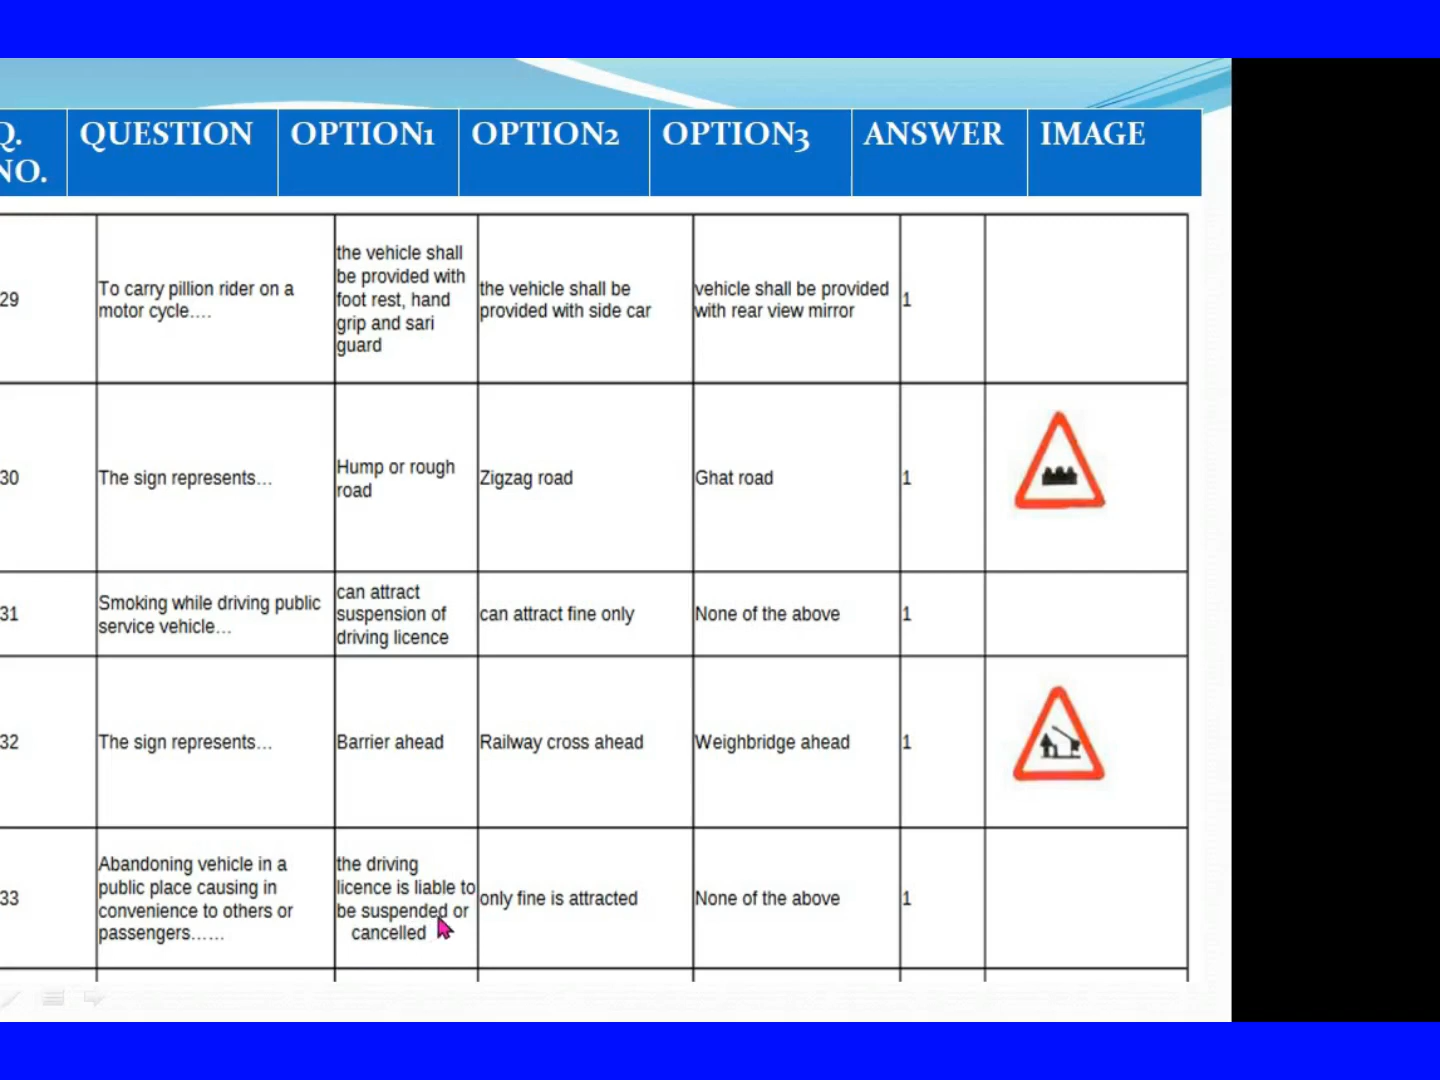 Q. NO. QUESTION OPTION1 OPTION2 OPTION3 ANSWER IMAGE
29
To carry pillion rider on a
motor cycle....
the vehicle shall
be provided with
foot rest, hand
grip and sari
guard
the vehicle shall be
provided with side car
vehicle shall be provided
with rear view mirror
1
30
The sign represents...
Hump or rough
road
Zigzag road
Ghat road
1
31
Smoking while driving public
service vehicle...
can attract
suspension of
driving licence
can attract fine only
None of the above
1
32
The sign represents...
Barrier ahead
Railway cross ahead
Weighbridge ahead
1
33
Abandoning vehicle in a
public place causing in
convenience to others or
passengers......
the driving
licence is liable to
be suspended or
cancelled
only fine is attracted
None of the above
1